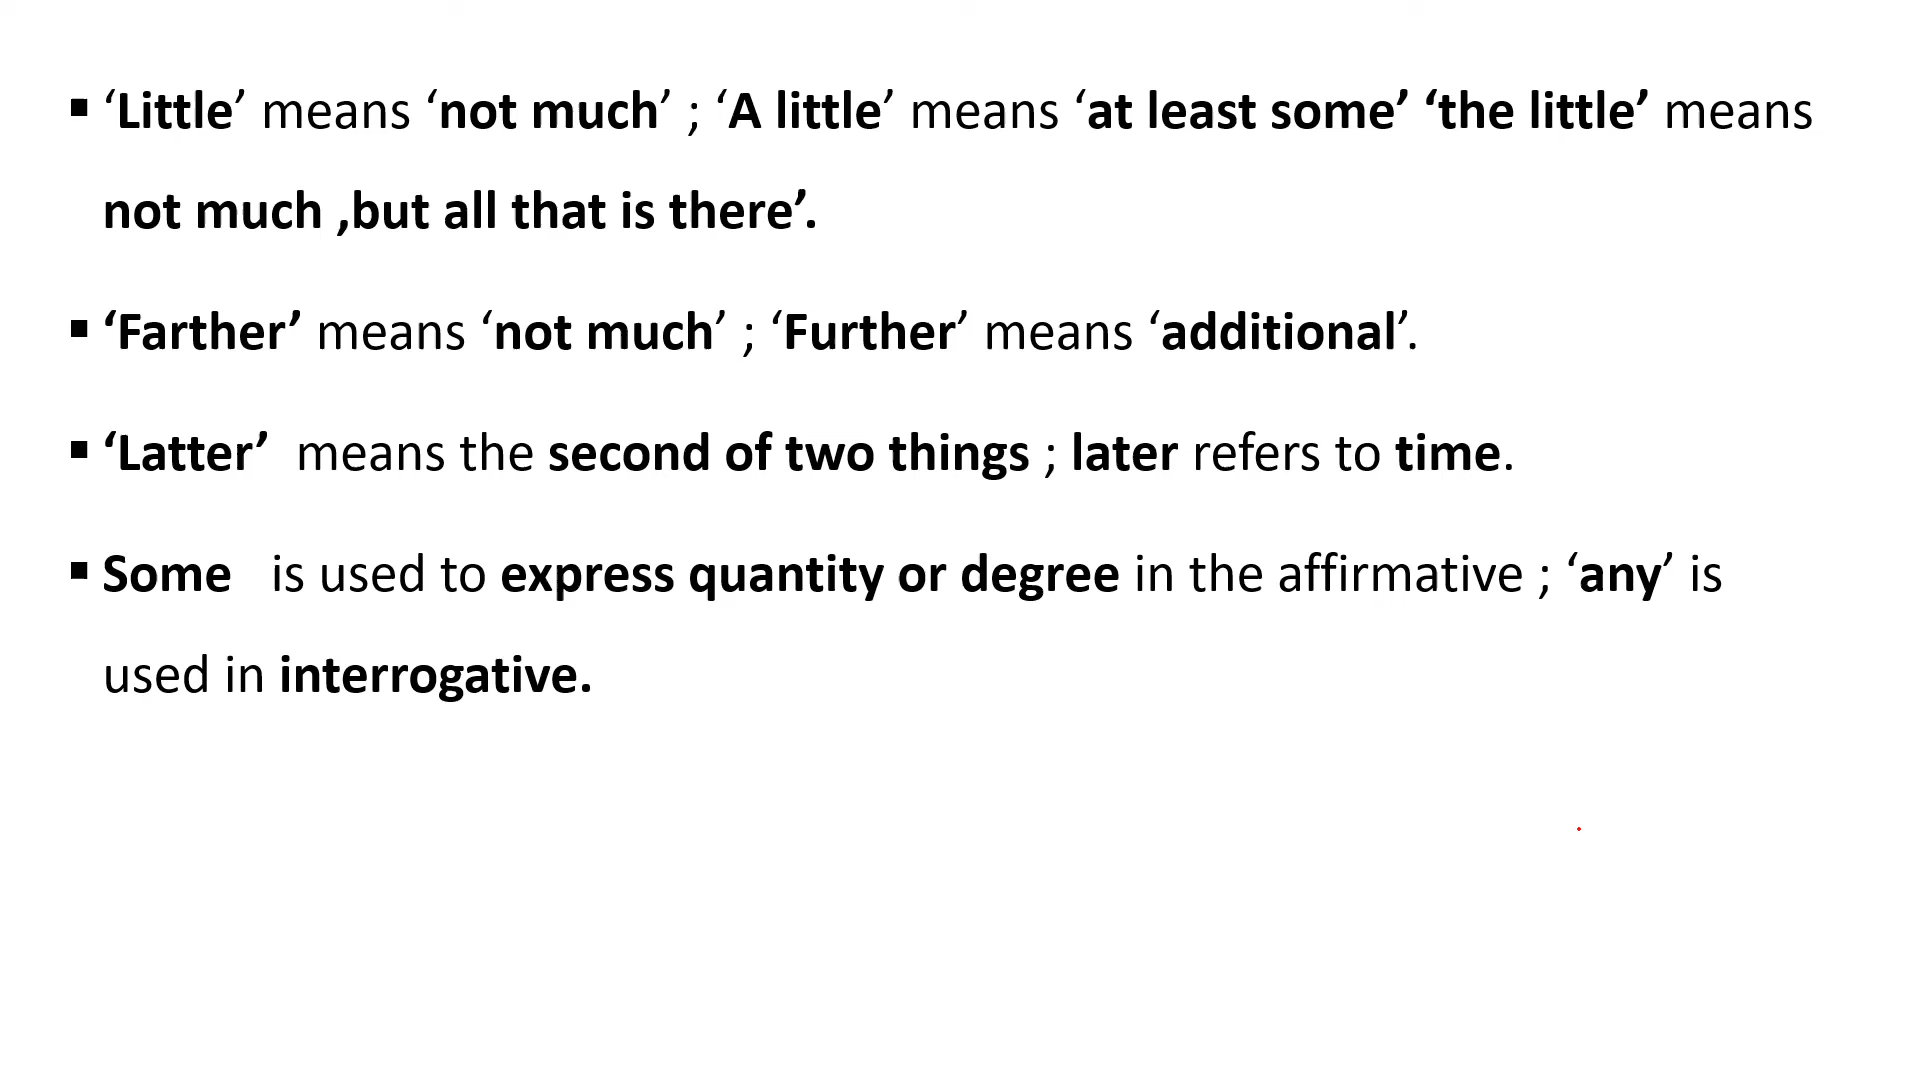 ▪ ‘Little’ means ‘not much’ ; ‘A little’ means ‘at least some’ ‘the little’ means
not much ,but all that is there’.
▪ ‘Farther’ means ‘not much’ ; ‘Further’ means ‘additional’.
▪ ‘Latter’ means the second of two things ; later refers to time.
▪ Some is used to express quantity or degree in the affirmative ; ‘any’ is
used in interrogative.